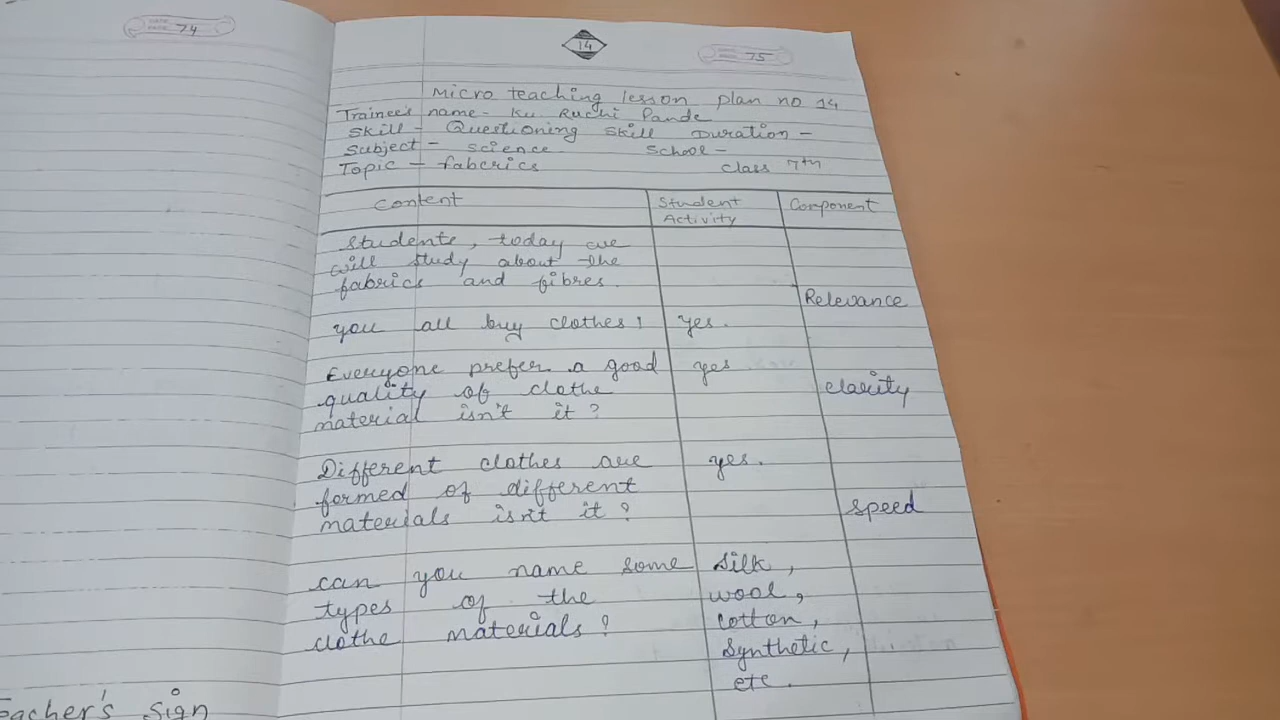 74
14
75
Micro teaching lesson plan no 14
Trainee's name - Ku Ruchi Pande
Skill - Questioning skill Duration -
Subject - science School -
Topic - fabcrics class 7th
Content Student Activity Component
Students, today we
will study about the
fabrics and fibres.
Relevance
you all buy clothes? yes.
Everyone prefer a good yes
quality of clothe clarity
material isn't it?
Different clothes are yes.
formed of different
materials isn't it? speed
can you name some silk,
types of the wool,
clothe materials? cotton,
synthetic,
etc.
eacher's Sign